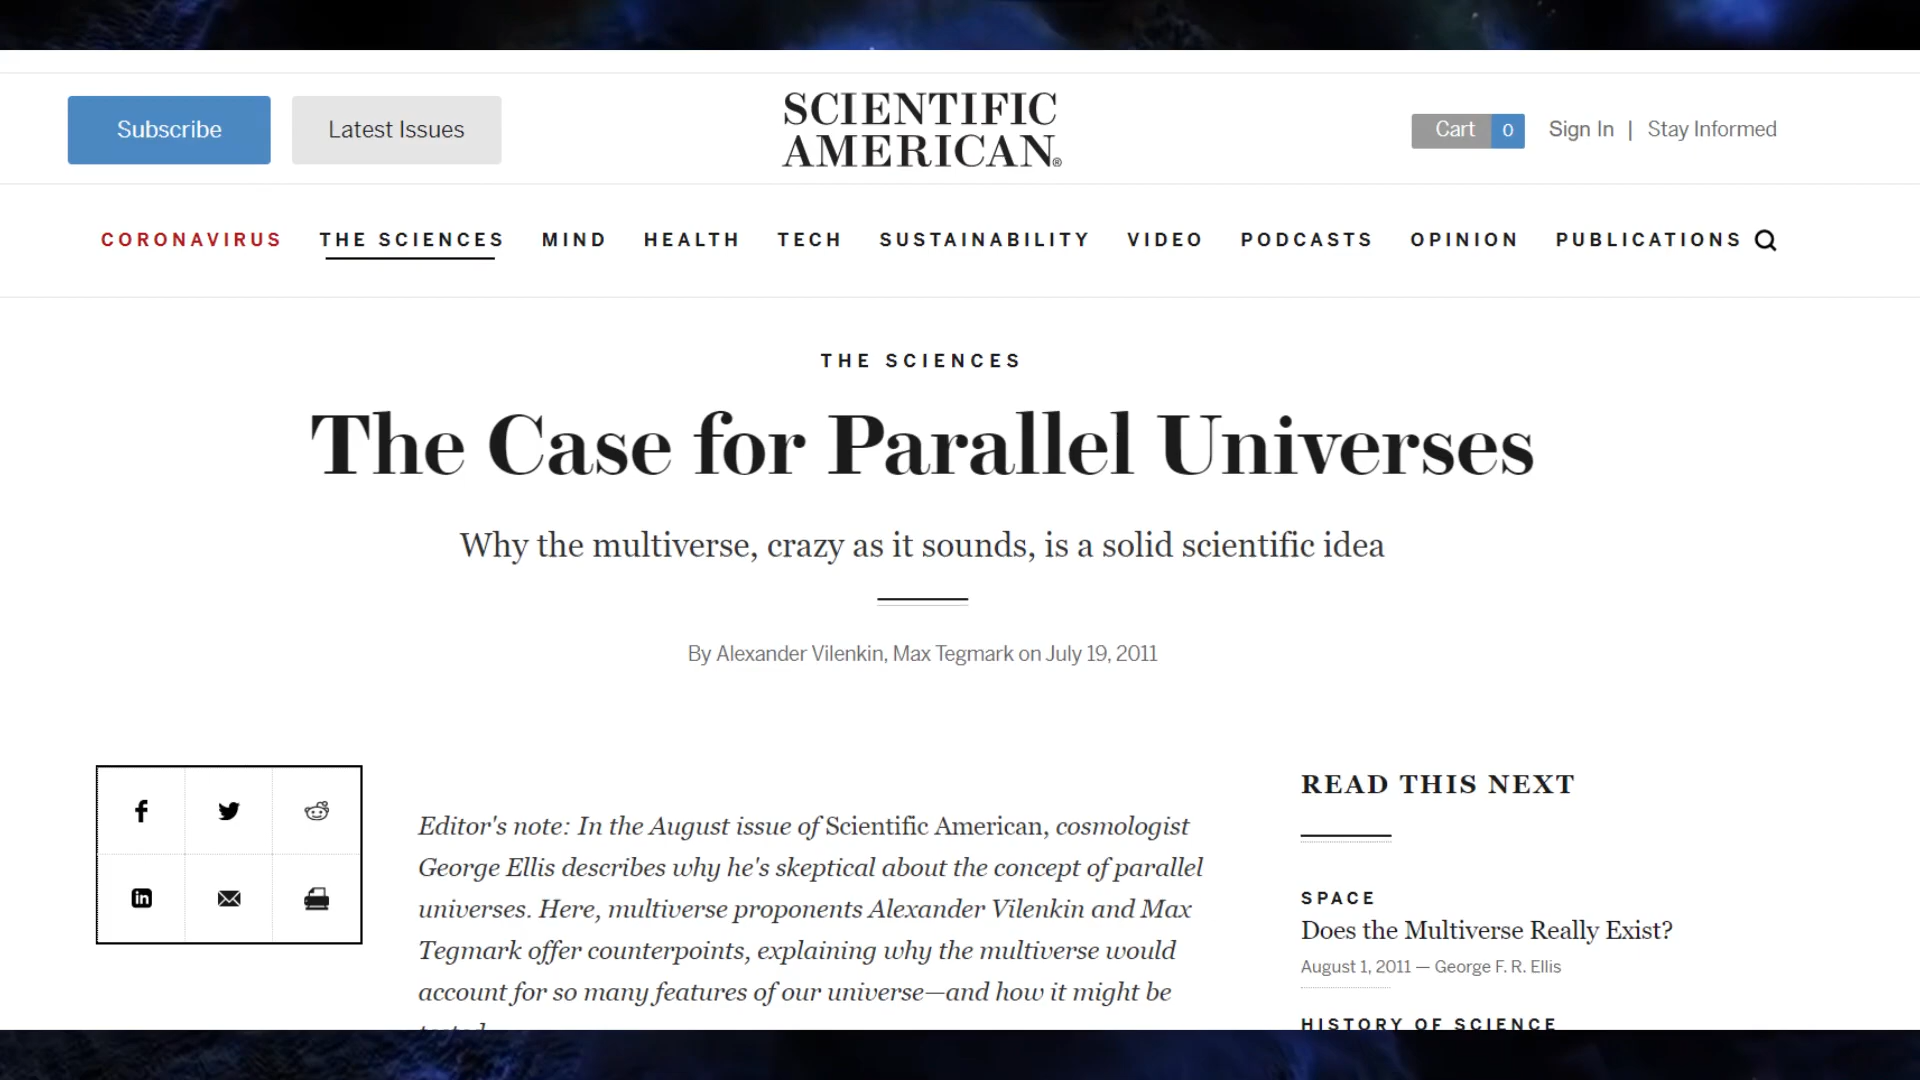 Subscribe
Latest Issues
SCIENTIFIC
AMERICAN®
Cart 0
Sign In | Stay Informed
CORONAVIRUS THE SCIENCES MIND HEALTH TECH SUSTAINABILITY VIDEO PODCASTS OPINION PUBLICATIONS
THE SCIENCES
The Case for Parallel Universes
Why the multiverse, crazy as it sounds, is a solid scientific idea
By Alexander Vilenkin, Max Tegmark on July 19, 2011
Editor's note: In the August issue of Scientific American, cosmologist
George Ellis describes why he's skeptical about the concept of parallel
universes. Here, multiverse proponents Alexander Vilenkin and Max
Tegmark offer counterpoints, explaining why the multiverse would
account for so many features of our universe—and how it might be
tested.
READ THIS NEXT
SPACE
Does the Multiverse Really Exist?
August 1, 2011 — George F. R. Ellis
HISTORY OF SCIENCE